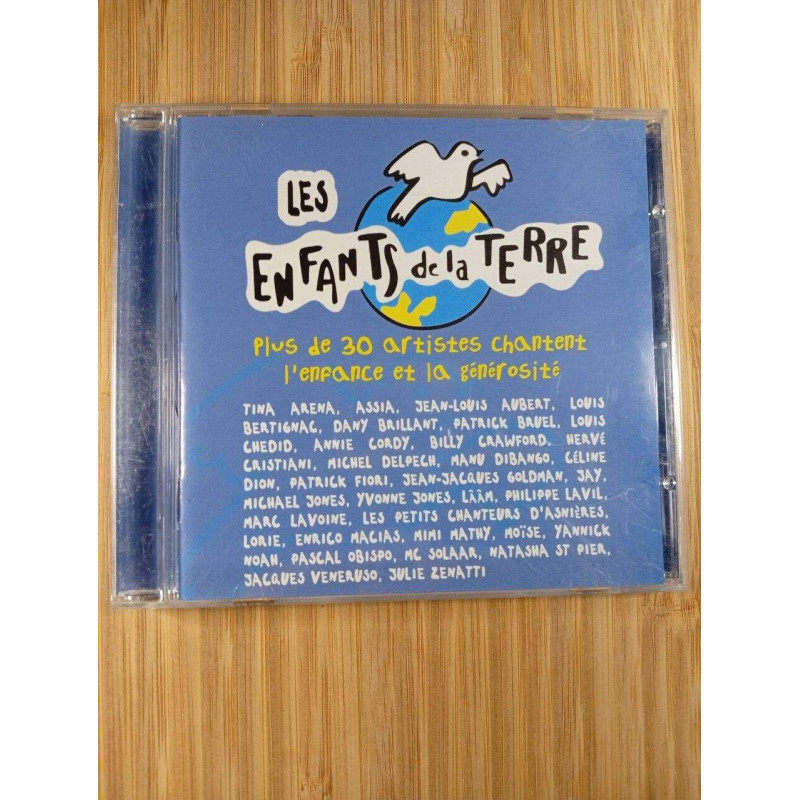 LES
ENFANTS de la TERRE
Plus de 30 artistes chantent
l'enfance et la générosité
TINA ARENA, ASSIA, JEAN-LOUIS AUBERT, LOUIS
BERTIGNAC, DANY BRILLANT, PATRICK BRUEL, LOUIS
CHEDID, ANNIE CORDY, BILLY CRAWFORD, HERVÉ
CRISTIANI, MICHEL DELPECH, MANU DIBANGO, CÉLINE
DION, PATRICK FIORI, JEAN-JACQUES GOLDMAN, JAY,
MICHAEL JONES, YVONNE JONES, LÂÂM, PHILIPPE LAVIL,
MARC LAVOINE, LES PETITS CHANTEURS D'ASNIÈRES,
LORIE, ENRICO MACIAS, MIMI MATHY, MOÏSE, YANNICK
NOAH, PASCAL OBISPO, MC SOLAAR, NATASHA ST PIER,
JACQUES VENERUSO, JULIE ZENATTI